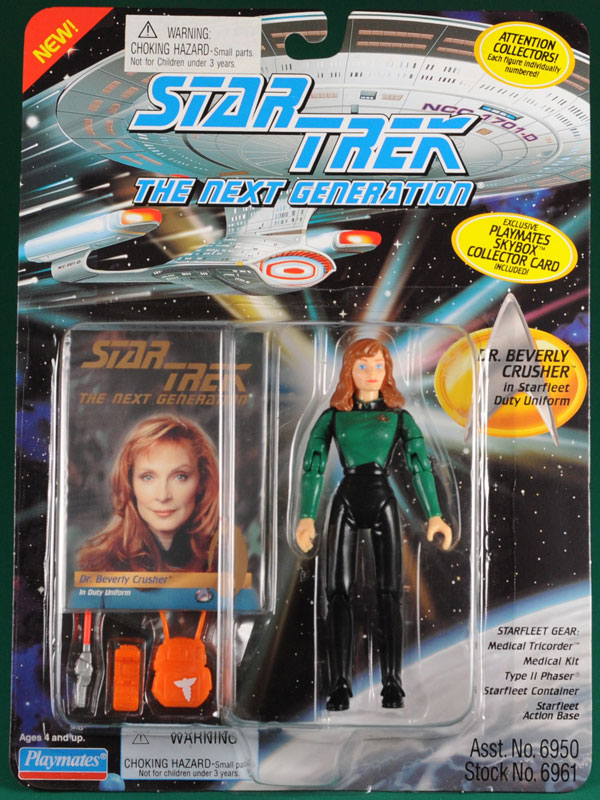 NEW!
WARNING:
CHOKING HAZARD-Small parts.
Not for Children under 3 years.
ATTENTION
COLLECTORS!
Each figure individually
numbered!
NCC-1701-D
STAR
TREK
THE NEXT GENERATION
EXCLUSIVE
PLAYMATES
SKYBOX™
COLLECTOR CARD
INCLUDED!
DR. BEVERLY
CRUSHER™
in Starfleet
Duty Uniform
STAR
TREK
THE NEXT GENERATION
Dr. Beverly Crusher
In Duty Uniform
STARFLEET GEAR:
Medical Tricorder™
Medical Kit
Type II Phaser™
Starfleet Container
Starfleet
Action Base
Ages 4 and up.
Playmates
WARNING
CHOKING HAZARD-Small parts.
Not for children under 3 years.
Asst. No. 6950
Stock No. 6961